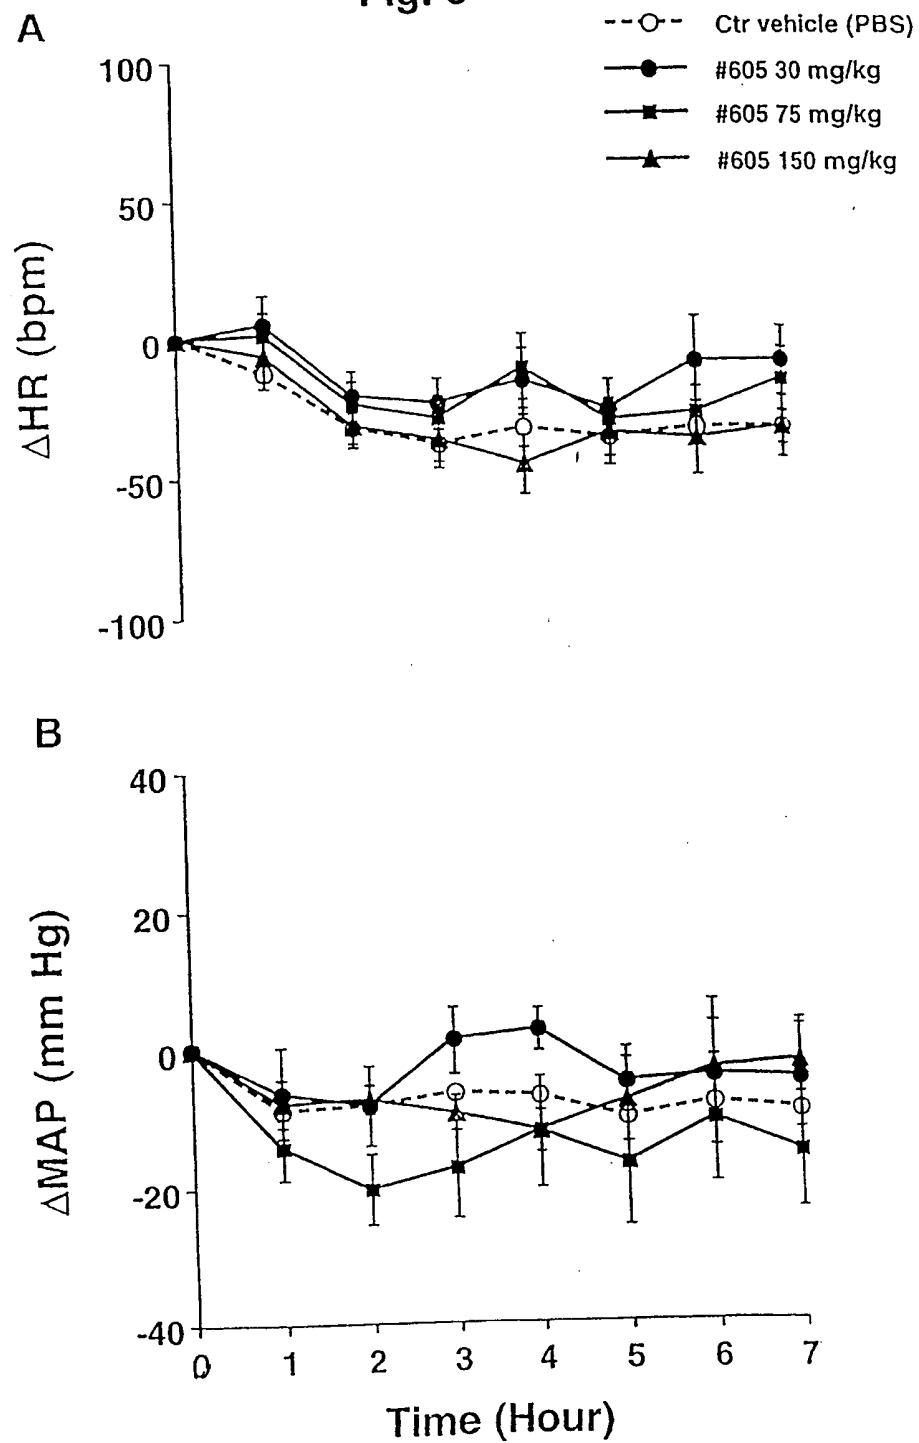 A
Ctr vehicle (PBS)
#605 30 mg/kg
#605 75 mg/kg
#605 150 mg/kg
100
50
0
-50
-100
ΔHR (bpm)
B
40
20
0
-20
-40
ΔMAP (mm Hg)
0 1 2 3 4 5 6 7
Time (Hour)